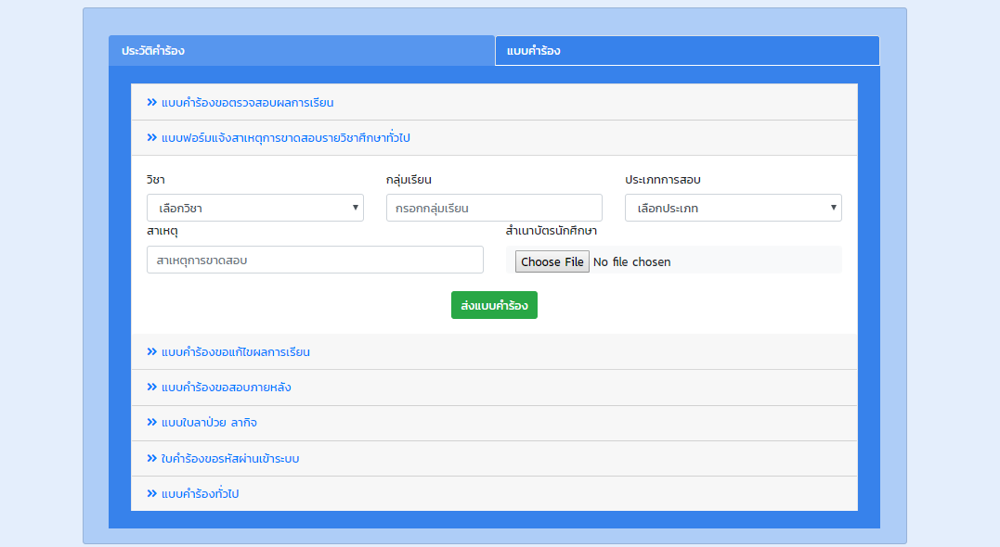 ประวัติคำร้อง แบบคำร้อง
แบบคำร้องขอตรวจสอบผลการเรียน
แบบฟอร์มแจ้งสาเหตุการขาดสอบรายวิชาศึกษาทั่วไป
วิชา กลุ่มเรียน ประเภทการสอบ
เลือกวิชา กรอกกลุ่มเรียน เลือกประเภท
สาเหตุ สำเนาบัตรนักศึกษา
สาเหตุการขาดสอบ Choose File No file chosen
ส่งแบบคำร้อง
แบบคำร้องขอแก้ไขผลการเรียน
แบบคำร้องขอสอบภายหลัง
แบบใบลาป่วย ลากิจ
ใบคำร้องขอรหัสผ่านเข้าระบบ
แบบคำร้องทั่วไป